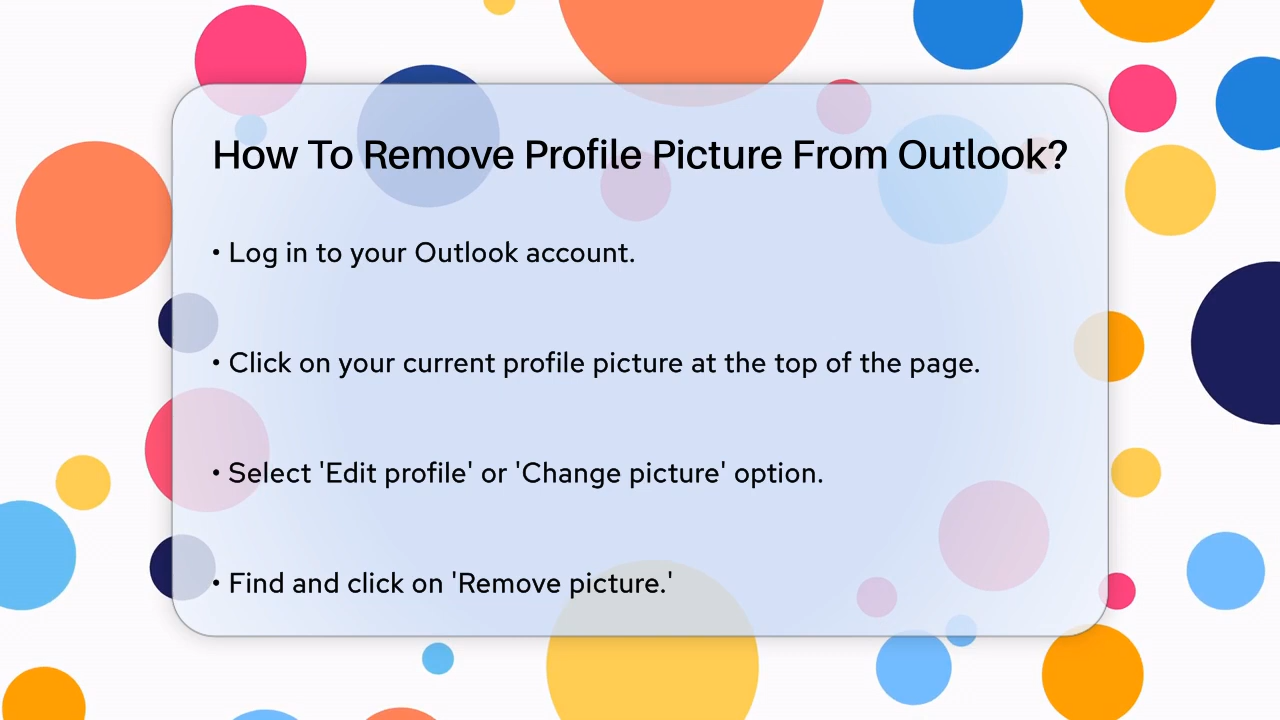 How To Remove Profile Picture From Outlook?
• Log in to your Outlook account.
• Click on your current profile picture at the top of the page.
• Select 'Edit profile' or 'Change picture' option.
• Find and click on 'Remove picture.'